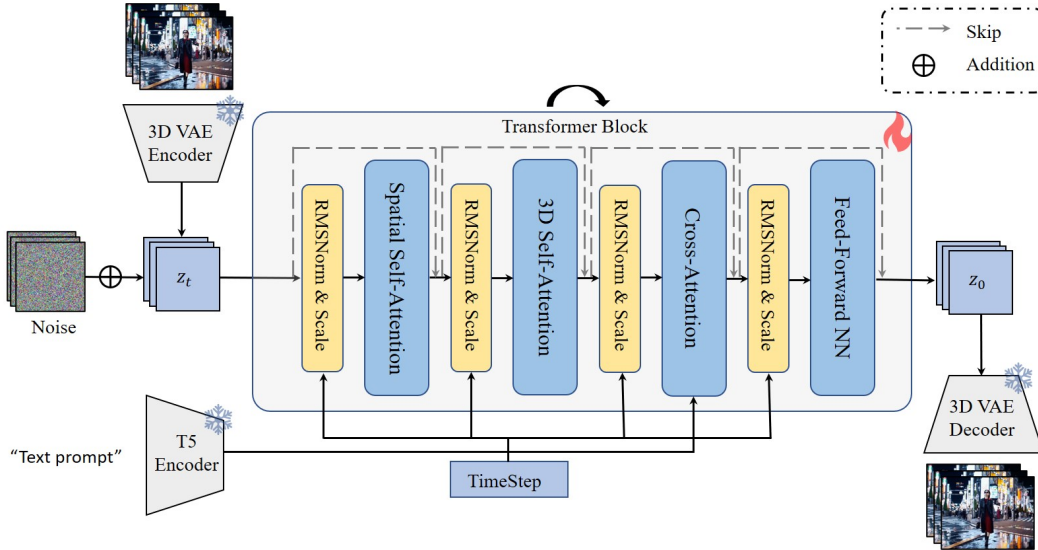 Skip
Addition
3D VAE
Encoder
Transformer Block
RMSNorm & Scale
Spatial Self-Attention
RMSNorm & Scale
3D Self-Attention
RMSNorm & Scale
Cross-Attention
RMSNorm & Scale
Feed-Forward NN
z_t
z_0
Noise
3D VAE
Decoder
“Text prompt”
T5
Encoder
TimeStep